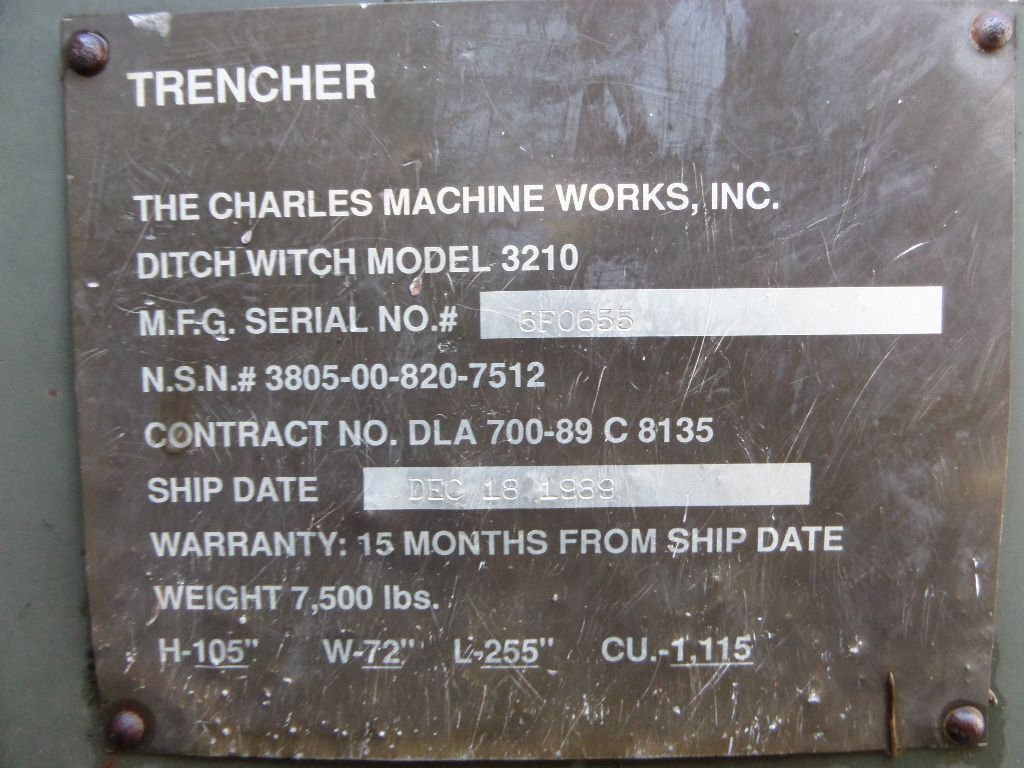 TRENCHER
THE CHARLES MACHINE WORKS, INC.
DITCH WITCH MODEL 3210
M.F.G. SERIAL NO.# 6F0655
N.S.N.# 3805-00-820-7512
CONTRACT NO. DLA 700-89 C 8135
SHIP DATE DEC 18 1989
WARRANTY: 15 MONTHS FROM SHIP DATE
WEIGHT 7,500 lbs.
H-105" W-72" L-255" CU.-1,115